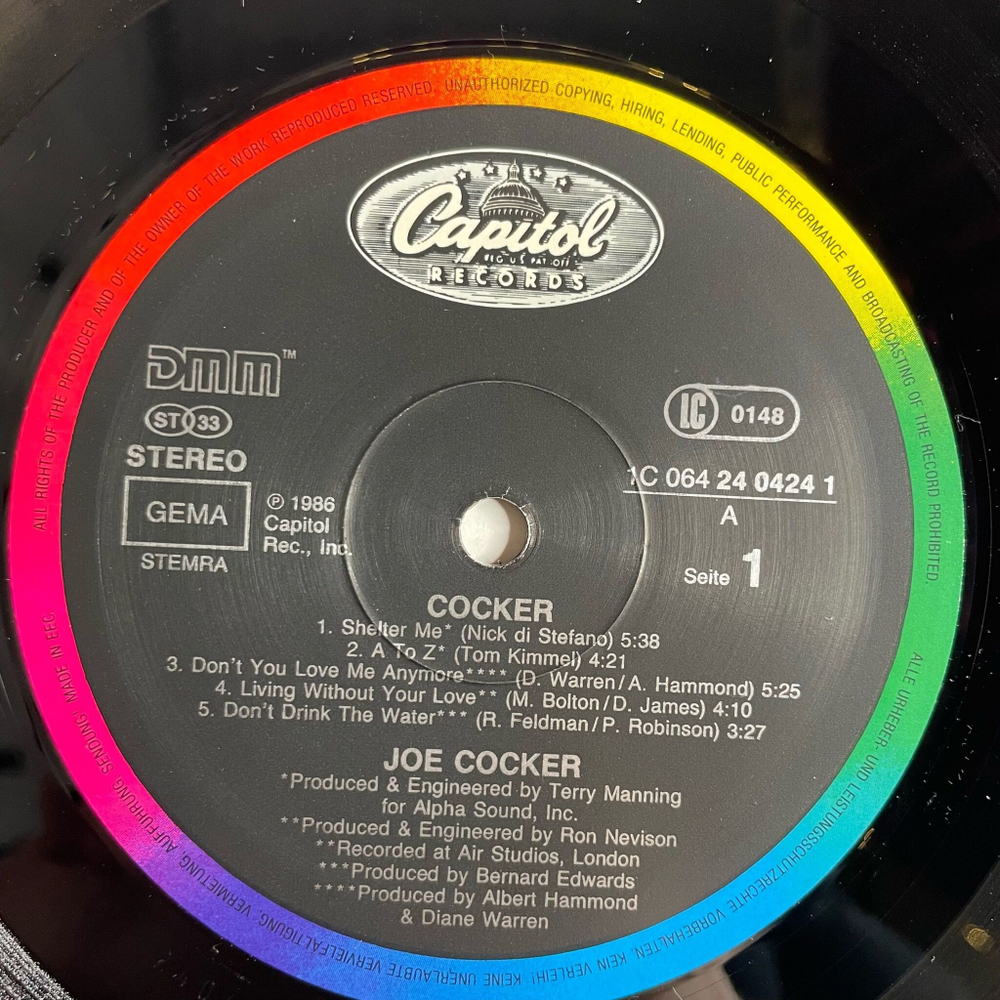 ALL RIGHTS OF THE PRODUCER AND OF THE OWNER OF THE WORK REPRODUCED RESERVED. UNAUTHORIZED COPYING, HIRING, LENDING, PUBLIC PERFORMANCE AND BROADCASTING OF THE RECORD PROHIBITED.
Capitol
REG. U.S. PAT. OFF.
RECORDS
DMM™
ST 33
STEREO
GEMA
STEMRA
℗ 1986
Capitol
Rec., Inc.
LC 0148
1C 064 24 0424 1
A
Seite 1
COCKER
1. Shelter Me* (Nick di Stefano) 5:38
2. A To Z* (Tom Kimmel) 4:21
3. Don't You Love Me Anymore**** (D. Warren/A. Hammond) 5:25
4. Living Without Your Love** (M. Bolton/D. James) 4:10
5. Don't Drink The Water*** (R. Feldman/P. Robinson) 3:27
JOE COCKER
*Produced & Engineered by Terry Manning
for Alpha Sound, Inc.
**Produced & Engineered by Ron Nevison
**Recorded at Air Studios, London
***Produced by Bernard Edwards
****Produced by Albert Hammond
& Diane Warren
ALLE URHEBER- UND LEISTUNGSSCHUTZRECHTE VORBEHALTEN. KEIN VERLEIH! KEINE UNERLAUBTE VERVIELFÄLTIGUNG, VERMIETUNG, AUFFÜHRUNG, SENDUNG. MADE IN EEC.